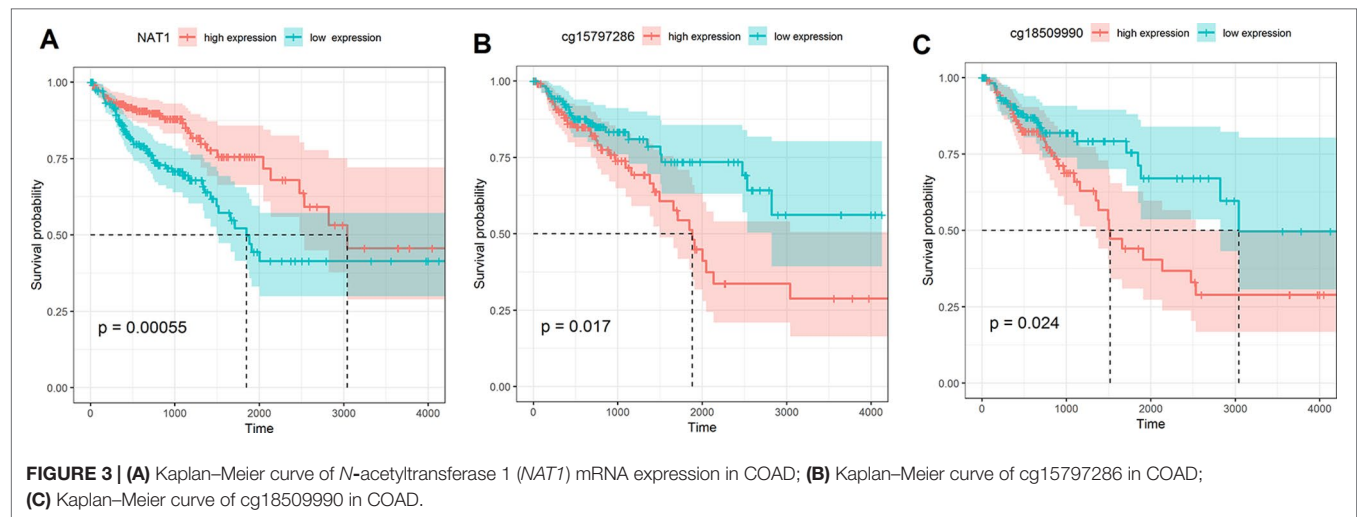 A
NAT1 high expression low expression
Survival probability
1.00
0.75
0.50
0.25
0.00
p = 0.00055
0 1000 2000 3000 4000
Time
B
cg15797286 high expression low expression
Survival probability
1.00
0.75
0.50
0.25
0.00
p = 0.017
0 1000 2000 3000 4000
Time
C
cg18509990 high expression low expression
Survival probability
1.00
0.75
0.50
0.25
0.00
p = 0.024
0 1000 2000 3000 4000
Time
FIGURE 3 | (A) Kaplan–Meier curve of N-acetyltransferase 1 (NAT1) mRNA expression in COAD; (B) Kaplan–Meier curve of cg15797286 in COAD;
(C) Kaplan–Meier curve of cg18509990 in COAD.